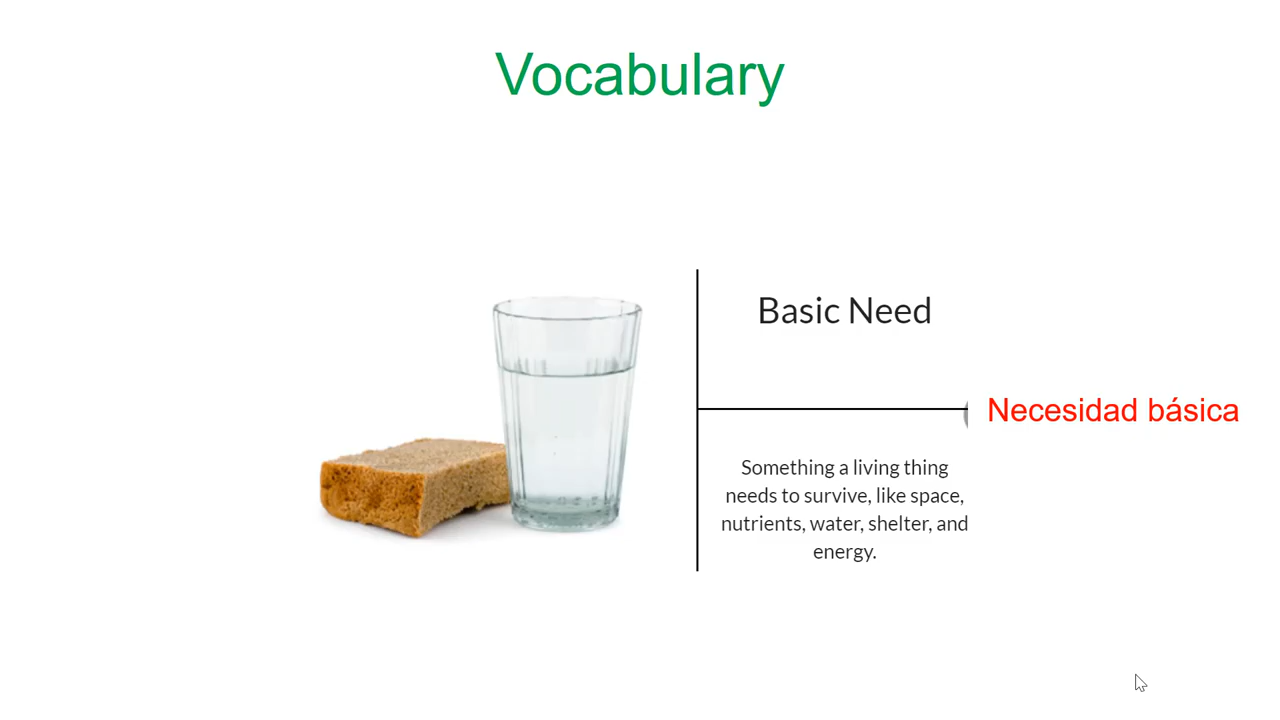 Vocabulary
Basic Need
Necesidad básica
Something a living thing
needs to survive, like space,
nutrients, water, shelter, and
energy.